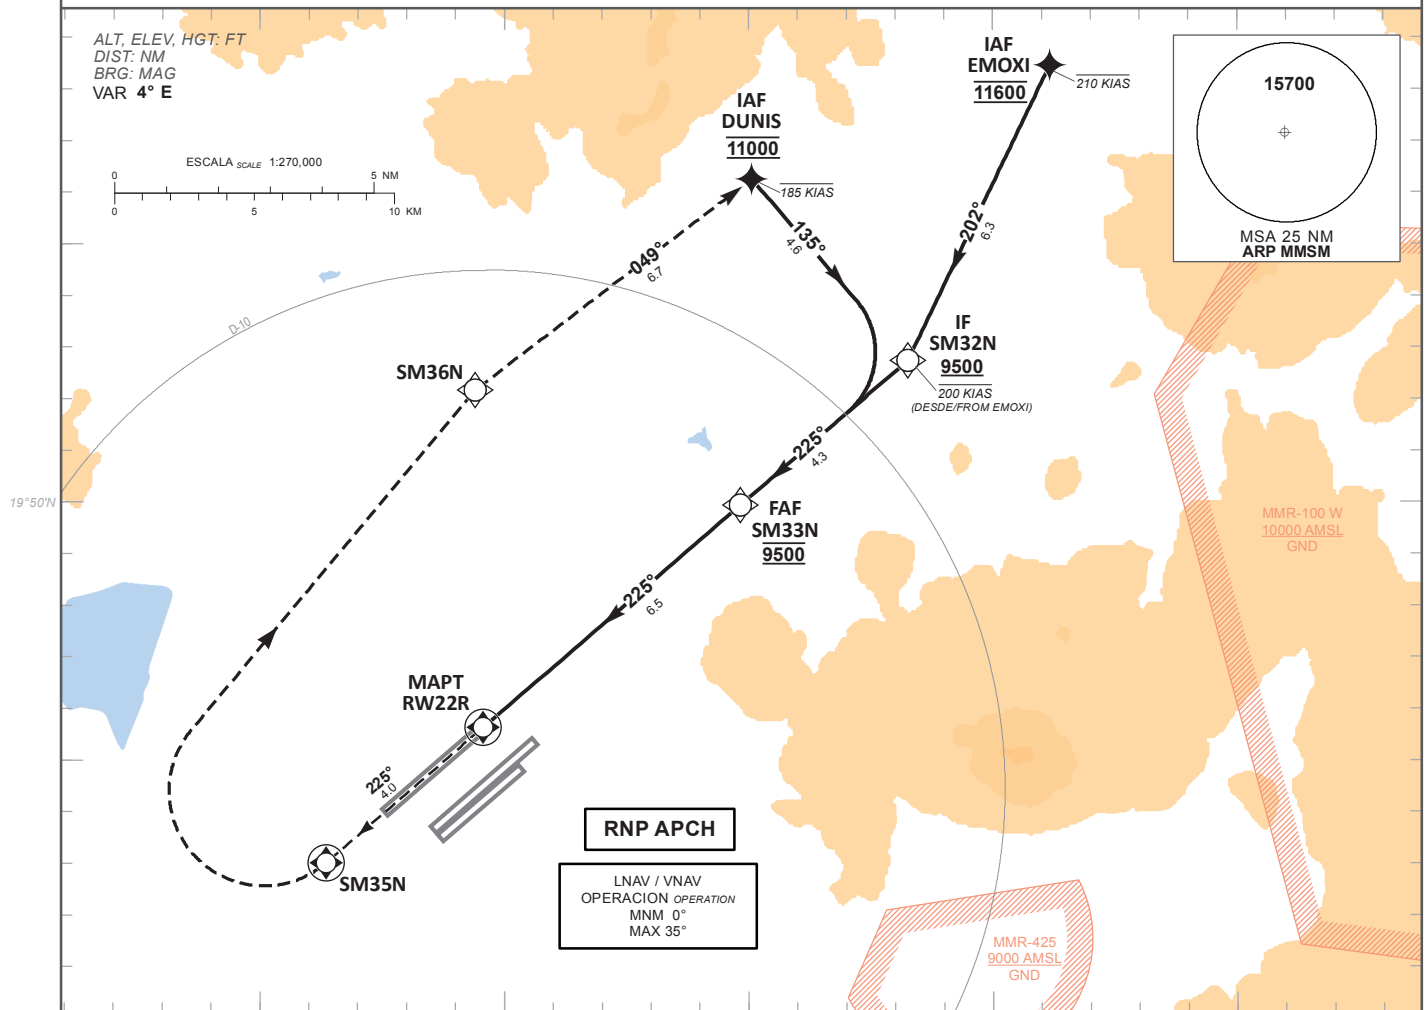 ALT, ELEV, HGT: FT
DIST: NM
BRG: MAG
VAR 4° E
ESCALA SCALE 1:270,000
0 5 NM
0 5 10 KM
IAF
DUNIS
11000
185 KIAS
IAF
EMOXI
11600
210 KIAS
15700
MSA 25 NM
ARP MMSM
135°
4.6
202°
6.3
049°
6.7
D-10
IF
SM32N
9500
200 KIAS
(DESDE/FROM EMOXI)
SM36N
225°
4.3
19°50'N
FAF
SM33N
9500
MMR-100 W
10000 AMSL
GND
225°
6.5
MAPT
RW22R
225°
4.0
SM35N
RNP APCH
LNAV / VNAV
OPERACION OPERATION
MNM 0°
MAX 35°
MMR-425
9000 AMSL
GND